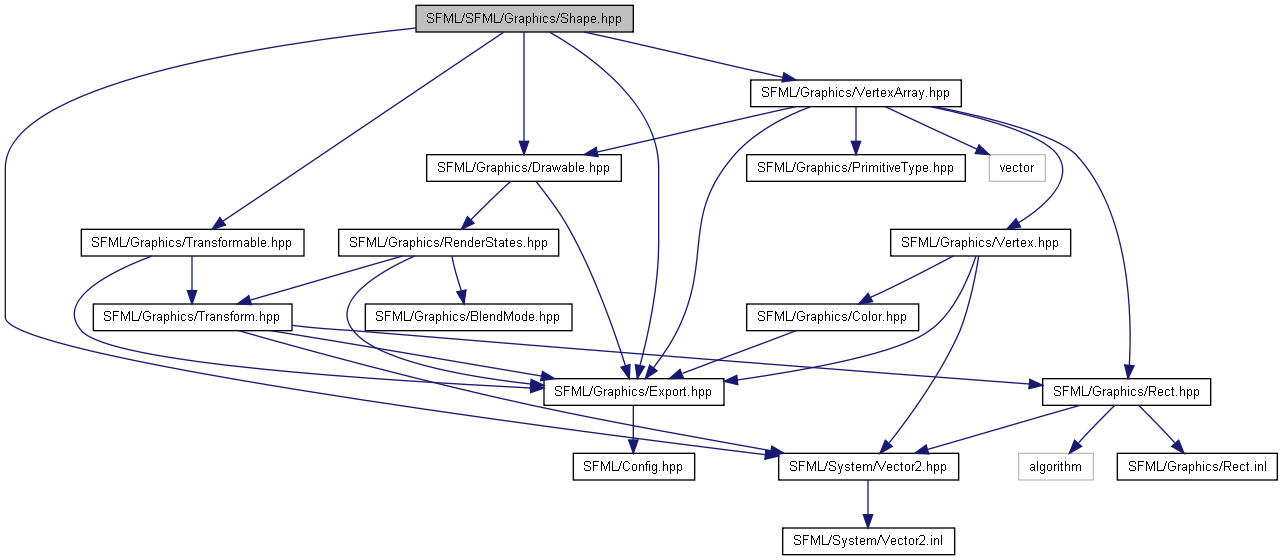 SFML/SFML/Graphics/Shape.hpp
SFML/Graphics/VertexArray.hpp
SFML/Graphics/Drawable.hpp
SFML/Graphics/PrimitiveType.hpp
vector
SFML/Graphics/Transformable.hpp
SFML/Graphics/RenderStates.hpp
SFML/Graphics/Vertex.hpp
SFML/Graphics/Transform.hpp
SFML/Graphics/BlendMode.hpp
SFML/Graphics/Color.hpp
SFML/Graphics/Export.hpp
SFML/Graphics/Rect.hpp
SFML/Config.hpp
SFML/System/Vector2.hpp
algorithm
SFML/Graphics/Rect.inl
SFML/System/Vector2.inl